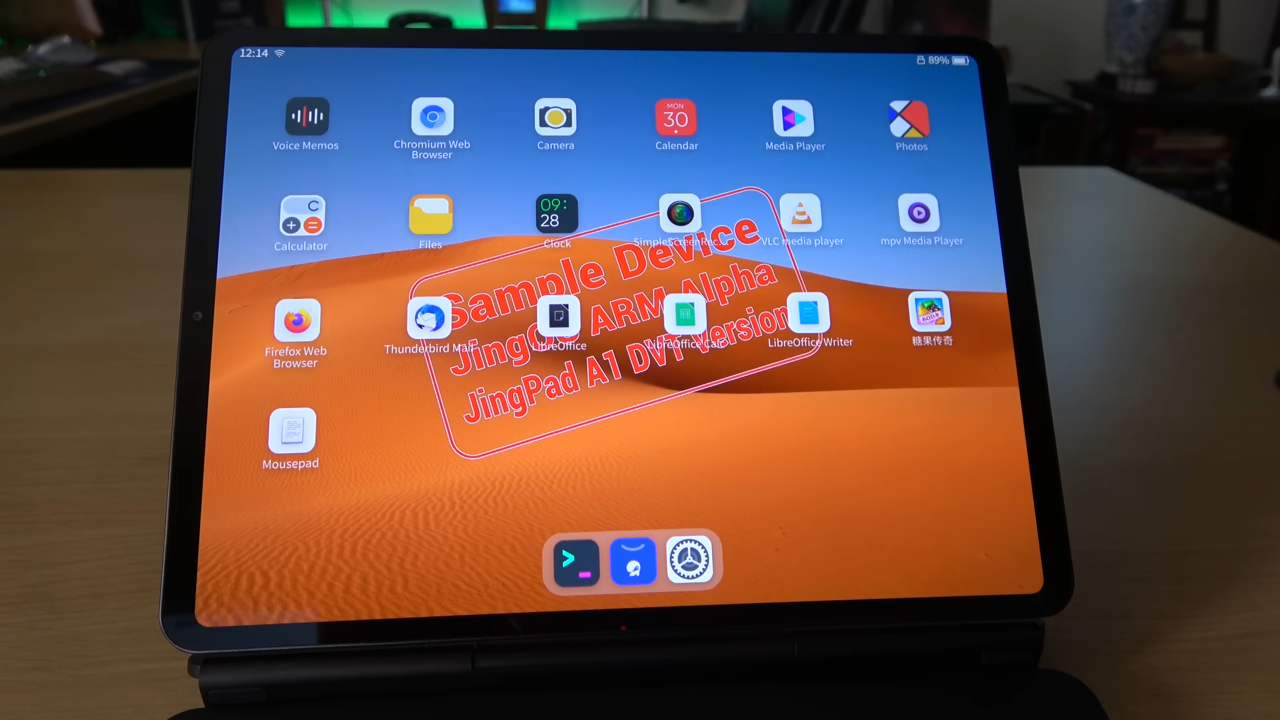 12:14
89%
Voice Memos
Chromium Web
Browser
Camera
MON
30
Calendar
Media Player
Photos
C
Calculator
Files
09:
28
Clock
SimpleScreenRec...
VLC media player
mpv Media Player
Sample Device
JingOS ARM Alpha
JingPad A1 DVT Version
Firefox Web
Browser
Thunderbird Mail
LibreOffice
LibreOffice Calc
LibreOffice Writer
糖果传奇
Mousepad